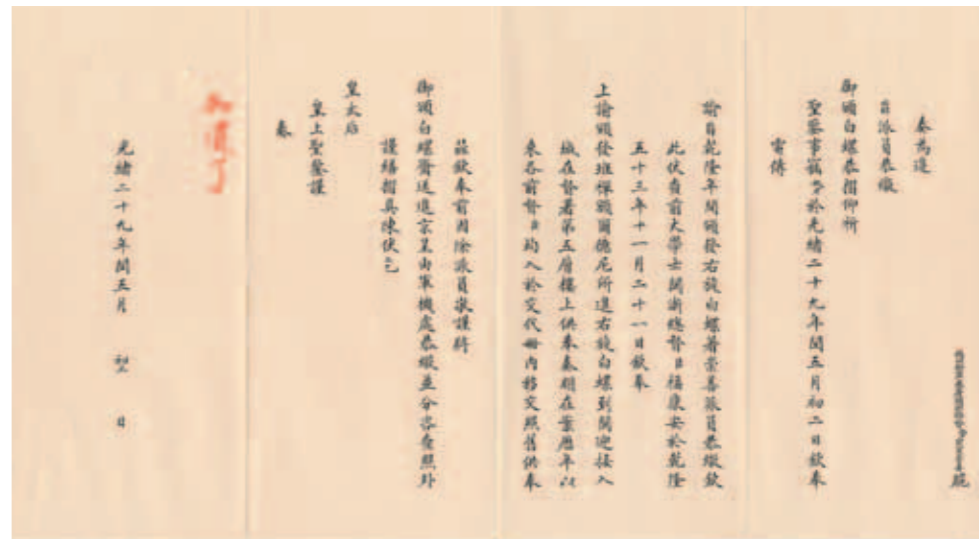 跪
奏為遵
旨派員恭繳
御頒白螺恭摺仰祈
聖鑒事竊奴才於光緒二十九年閏五月初二日欽奉
電傳
諭旨乾隆年間頒發右旋白螺著崇善派員恭繳欽
此伏查前大學士閩浙總督臣福康安於乾隆
五十三年十一月二十一日欽奉
上諭頒發班禪額爾德尼所進右旋白螺到閩迎接入
城在督署第五層樓上供奉奏明在案歷年以
來各前督臣均入於交代冊內移交照舊供奉
茲欽奉前因除派員敬謹將
御頒白螺齎送進京呈由軍機處恭繳並分咨查照外
謹繕摺具陳伏乞
皇太后
皇上聖鑒謹
奏
知道了
光緒二十九年閏五月 日